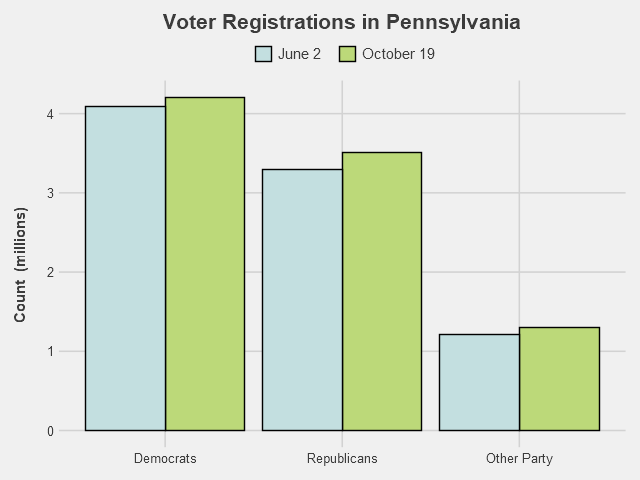 Voter Registrations in Pennsylvania
June 2
October 19
Count (millions)
4
3
2
1
0
Democrats
Republicans
Other Party